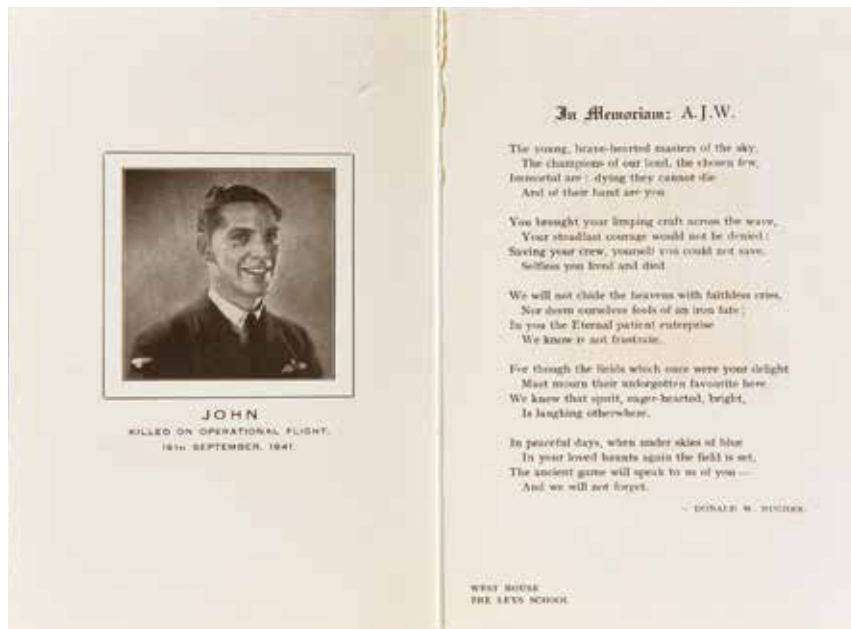 JOHN
KILLED ON OPERATIONAL FLIGHT.
SEPTEMBER, 1941.
In Memoriam: A.J.W.
The young, brave-hearted masters of the sky,
The champions of our land, the chosen few,
Immortal are: dying they cannot die
And of their band are you.
You brought your limping craft across the wave,
Your steadfast courage would not be denied:
Saving your crew, yourself you could not save,
Selfless you lived and died.
We will not chide the heavens with faithless cries,
Nor deem ourselves fools of an iron fate;
In you the Eternal patient enterprise
We know is not frustrate.
For though the fields which once were your delight
Must mourn their unforgotten favourite here
We know that spirit, eager-hearted, bright,
Is laughing otherwhere.
In peaceful days, when under skies of blue
In your loved haunts again the field is set,
The ancient game will speak to us of you —
And we will not forget.
– DONALD W. HUGHES.
WEST HOUSE
THE LEYS SCHOOL